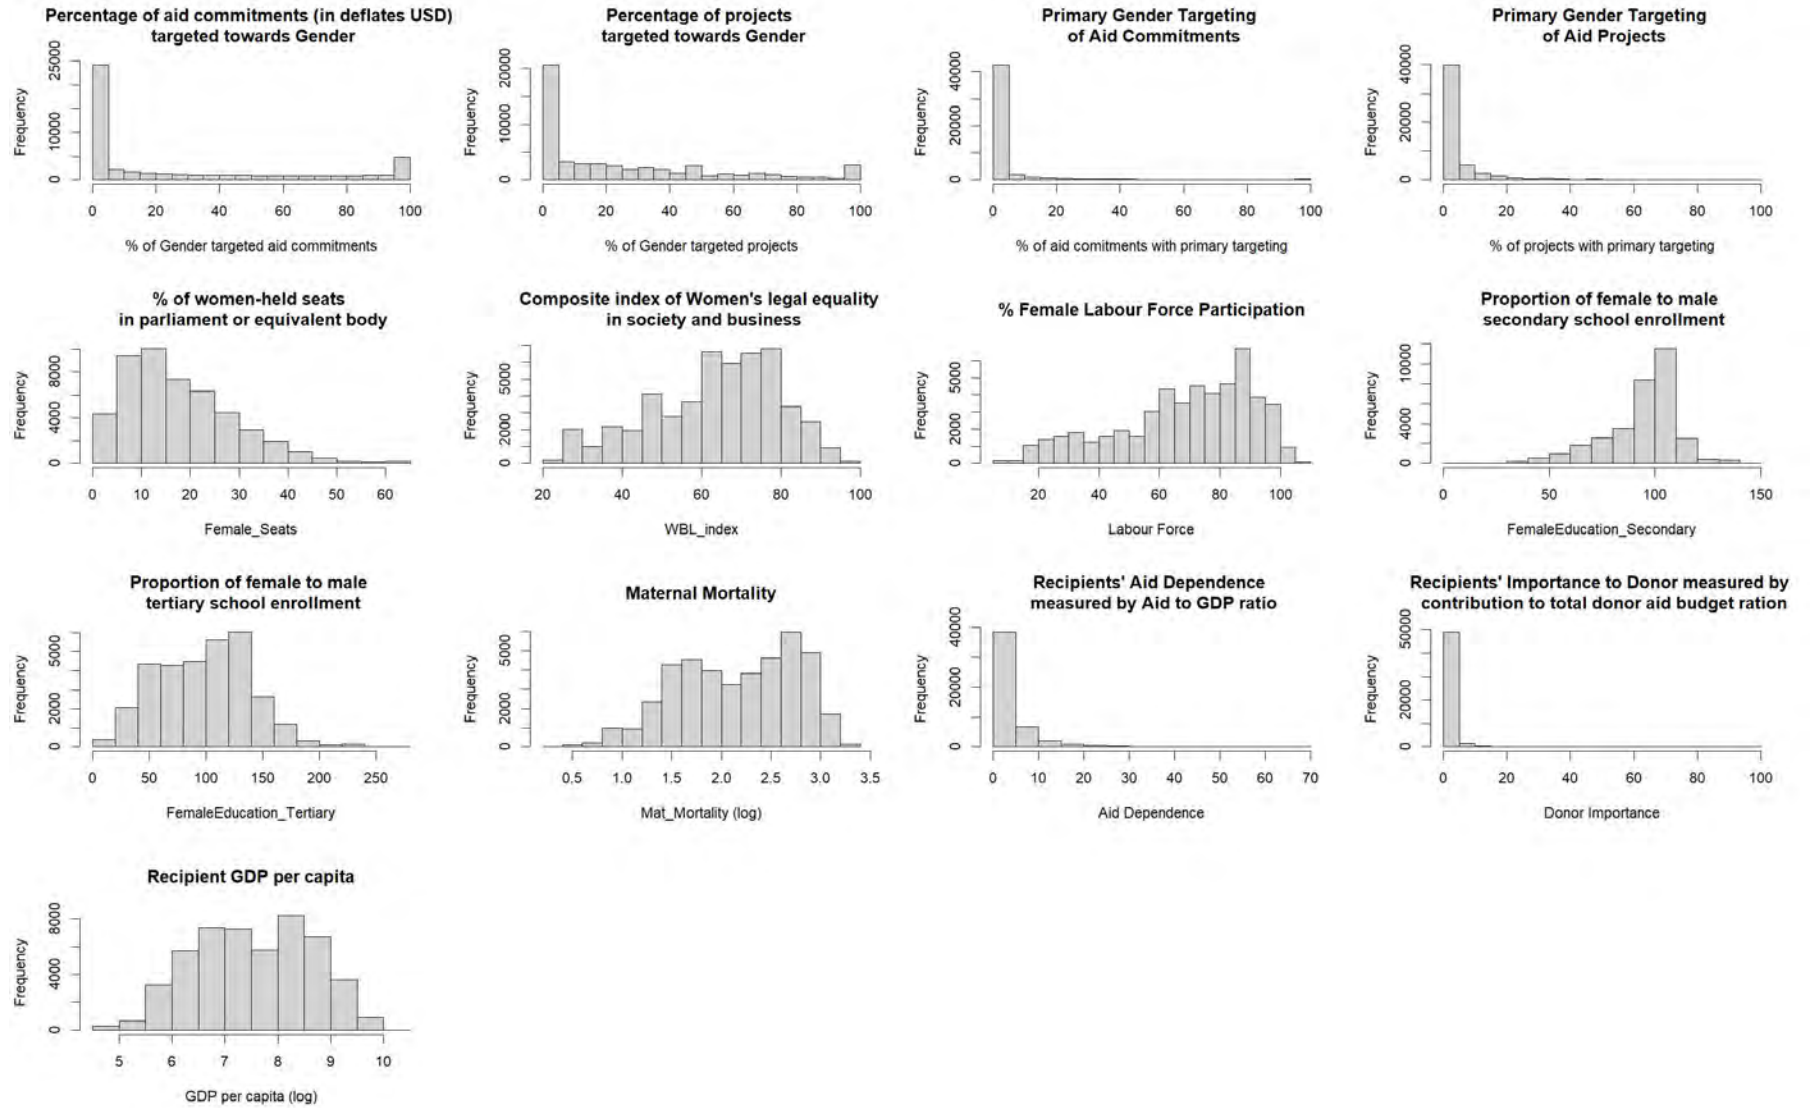 Percentage of aid commitments (in deflates USD)
targeted towards Gender
Frequency
0 10000 25000
0 20 40 60 80 100
% of Gender targeted aid commitments
Percentage of projects
targeted towards Gender
Frequency
0 10000 20000
0 20 40 60 80 100
% of Gender targeted projects
Primary Gender Targeting
of Aid Commitments
Frequency
0 20000 40000
0 20 40 60 80 100
% of aid comitments with primary targeting
Primary Gender Targeting
of Aid Projects
Frequency
0 20000 40000
0 20 40 60 80 100
% of projects with primary targeting
% of women-held seats
in parliament or equivalent body
Frequency
0 4000 8000
0 10 20 30 40 50 60
Female_Seats
Composite index of Women's legal equality
in society and business
Frequency
0 2000 5000
20 40 60 80 100
WBL_index
% Female Labour Force Participation
Frequency
0 2000 5000
20 40 60 80 100
Labour Force
Proportion of female to male
secondary school enrollment
Frequency
0 4000 10000
0 50 100 150
FemaleEducation_Secondary
Proportion of female to male
tertiary school enrollment
Frequency
0 2000 5000
0 50 100 150 200 250
FemaleEducation_Tertiary
Maternal Mortality
Frequency
0 2000 5000
0.5 1.0 1.5 2.0 2.5 3.0 3.5
Mat_Mortality (log)
Recipients' Aid Dependence
measured by Aid to GDP ratio
Frequency
0 20000 40000
0 10 20 30 40 50 60 70
Aid Dependence
Recipients' Importance to Donor measured by
contribution to total donor aid budget ration
Frequency
0 20000 50000
0 20 40 60 80 100
Donor Importance
Recipient GDP per capita
Frequency
0 4000 8000
5 6 7 8 9 10
GDP per capita (log)